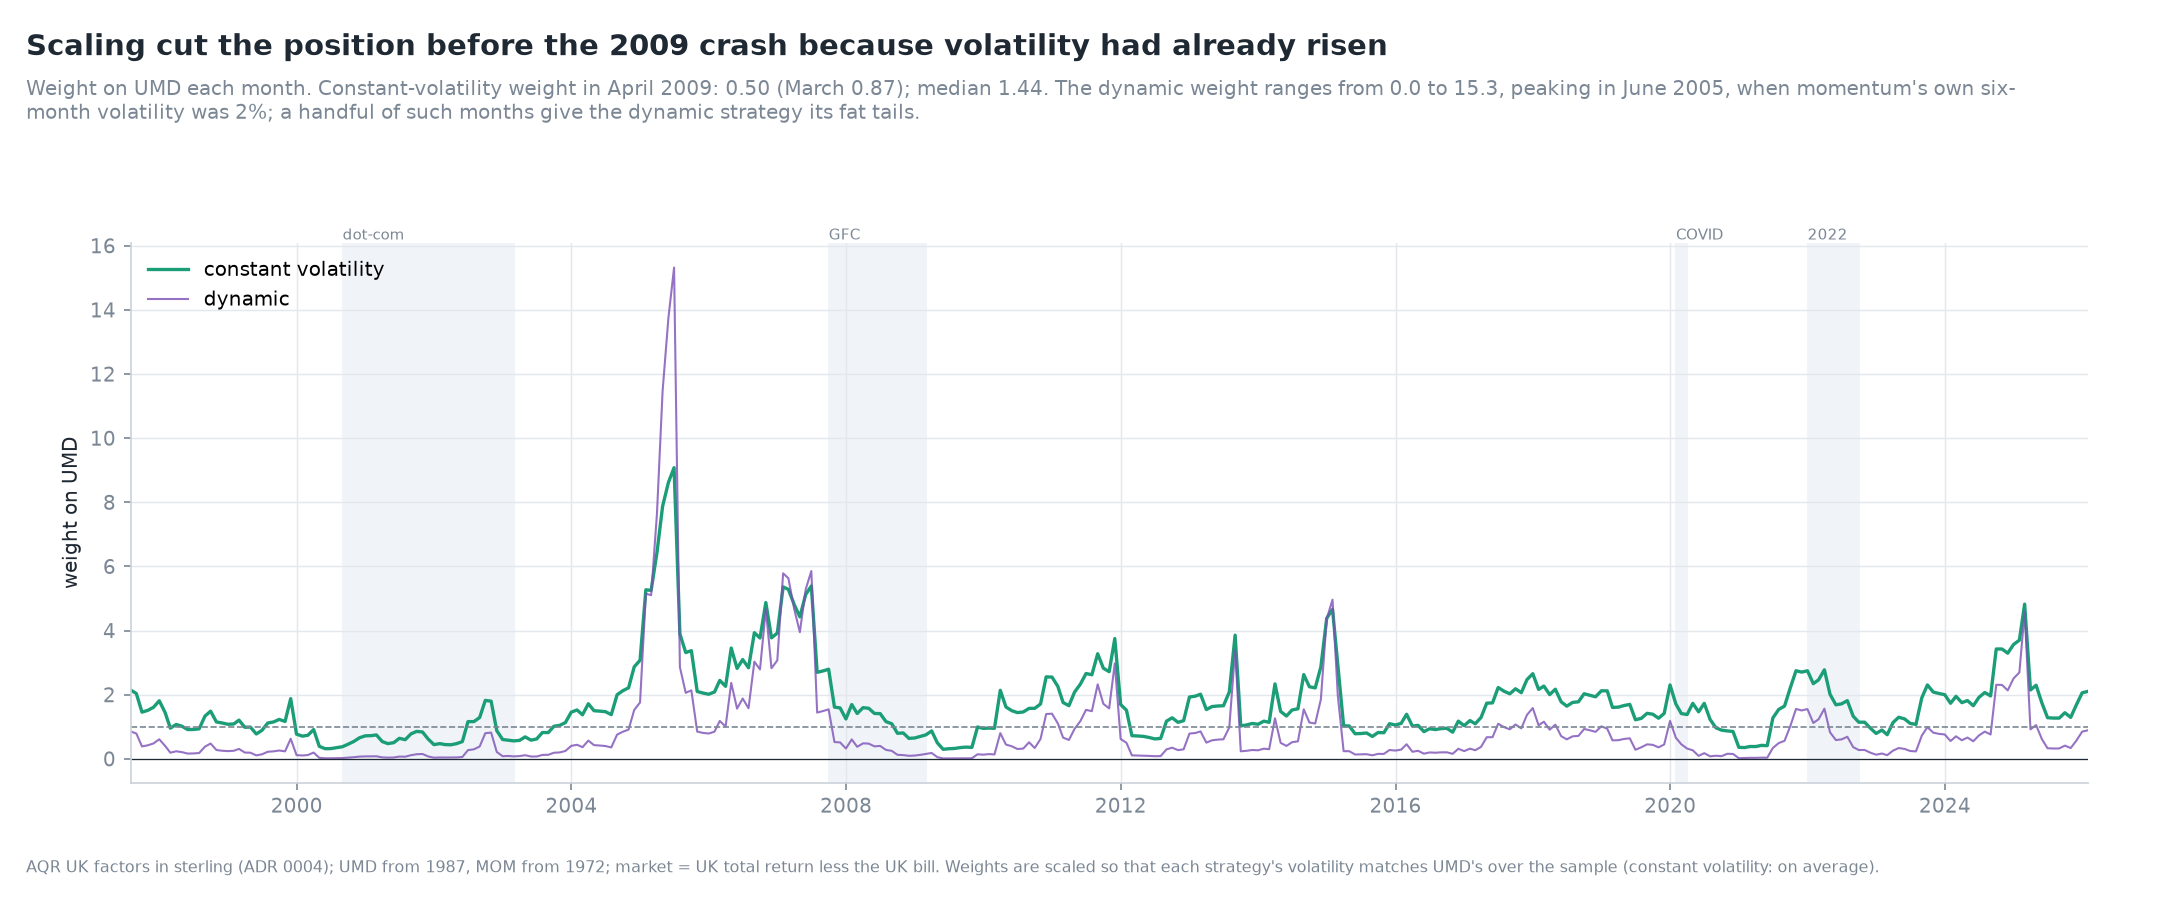 Scaling cut the position before the 2009 crash because volatility had already risen
Weight on UMD each month. Constant-volatility weight in April 2009: 0.50 (March 0.87); median 1.44. The dynamic weight ranges from 0.0 to 15.3, peaking in June 2005, when momentum's own six-
month volatility was 2%; a handful of such months give the dynamic strategy its fat tails.
dot-com
GFC
COVID
2022
constant volatility
dynamic
weight on UMD
16
14
12
10
8
6
4
2
0
2000
2004
2008
2012
2016
2020
2024
AQR UK factors in sterling (ADR 0004); UMD from 1987, MOM from 1972; market = UK total return less the UK bill. Weights are scaled so that each strategy's volatility matches UMD's over the sample (constant volatility: on average).